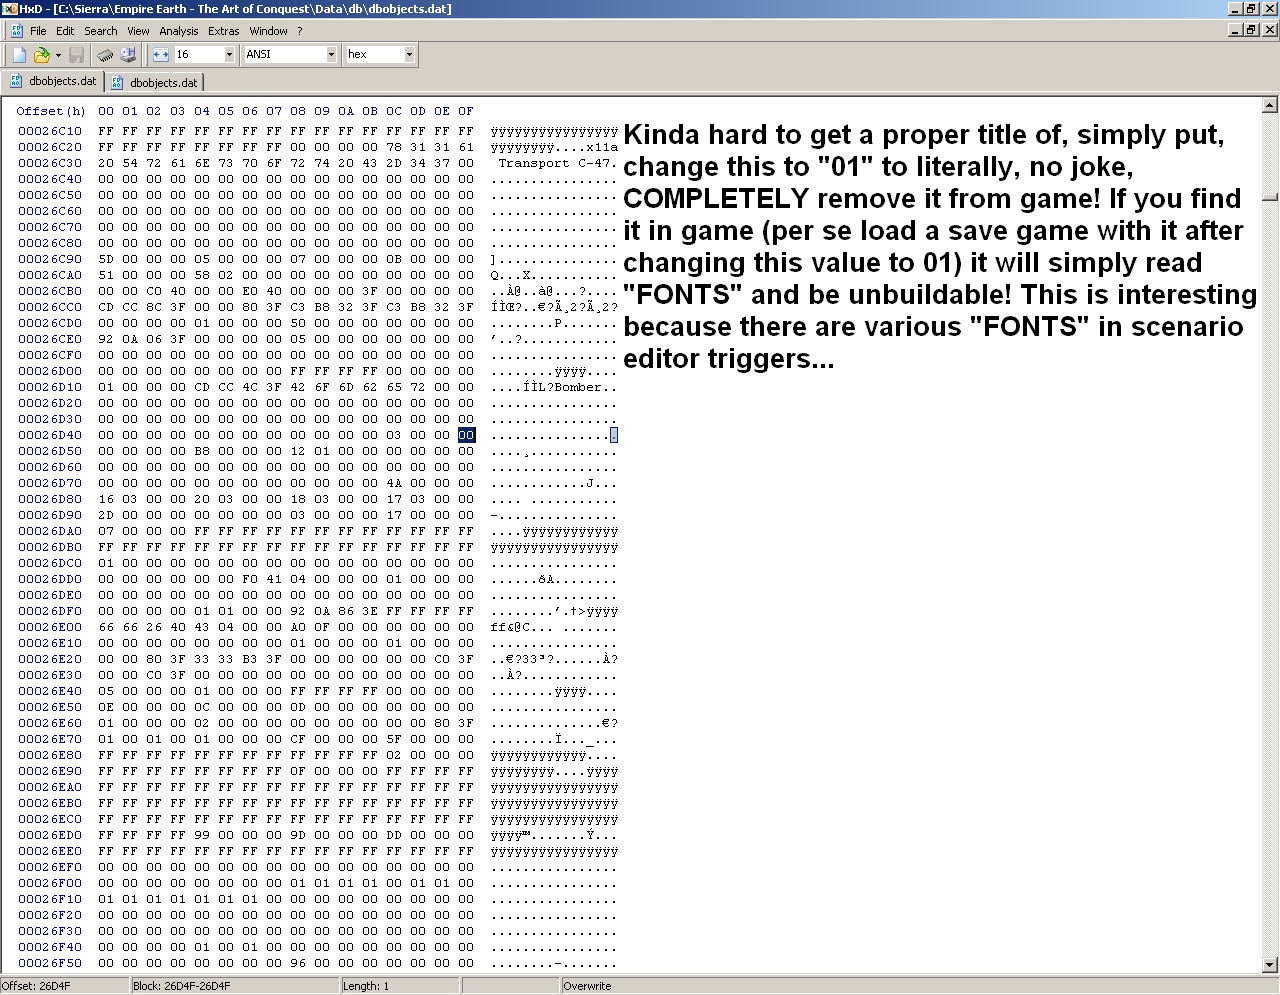 HxD - [C:\Sierra\Empire Earth - The Art of Conquest\Data\db\dbobjects.dat]
File Edit Search View Analysis Extras Window ?
16 ANSI hex
dbobjects.dat dbobjects.dat
Offset(h) 00 01 02 03 04 05 06 07 08 09 0A 0B 0C 0D 0E 0F
00026C10 FF FF FF FF FF FF FF FF FF FF FF FF FF FF FF FF ÿÿÿÿÿÿÿÿÿÿÿÿÿÿÿÿ
00026C20 FF FF FF FF FF FF FF FF 00 00 00 00 78 31 31 61 ÿÿÿÿÿÿÿÿ....x11a
00026C30 20 54 72 61 6E 73 70 6F 72 74 20 43 2D 34 37 00 Transport C-47.
00026C40 00 00 00 00 00 00 00 00 00 00 00 00 00 00 00 00 ................
00026C50 00 00 00 00 00 00 00 00 00 00 00 00 00 00 00 00 ................
00026C60 00 00 00 00 00 00 00 00 00 00 00 00 00 00 00 00 ................
00026C70 00 00 00 00 00 00 00 00 00 00 00 00 00 00 00 00 ................
00026C80 00 00 00 00 00 00 00 00 00 00 00 00 00 00 00 00 ................
00026C90 5D 00 00 00 05 00 00 00 07 00 00 00 0B 00 00 00 ]...............
00026CA0 51 00 00 00 58 02 00 00 00 00 00 00 00 00 00 00 Q...X...........
00026CB0 00 00 C0 40 00 00 E0 40 00 00 00 3F 00 00 00 00 ..À@..à@...?....
00026CC0 CD CC 8C 3F 00 00 80 3F C3 B8 32 3F C3 B8 32 3F ÍÌŒ?..€?Ã¸2?Ã¸2?
00026CD0 00 00 00 00 01 00 00 00 50 00 00 00 00 00 00 00 ........P.......
00026CE0 92 0A 06 3F 00 00 00 00 05 00 00 00 00 00 00 00 ’..?............
00026CF0 00 00 00 00 00 00 00 00 00 00 00 00 00 00 00 00 ................
00026D00 00 00 00 00 00 00 00 00 FF FF FF FF 00 00 00 00 ........ÿÿÿÿ....
00026D10 01 00 00 00 CD CC 4C 3F 42 6F 6D 62 65 72 00 00 ....ÍÌL?Bomber..
00026D20 00 00 00 00 00 00 00 00 00 00 00 00 00 00 00 00 ................
00026D30 00 00 00 00 00 00 00 00 00 00 00 00 00 00 00 00 ................
00026D40 00 00 00 00 00 00 00 00 00 00 00 00 03 00 00 00 ................
00026D50 00 00 00 00 B8 00 00 00 12 01 00 00 00 00 00 00 ....¸...........
00026D60 00 00 00 00 00 00 00 00 00 00 00 00 00 00 00 00 ................
00026D70 00 00 00 00 00 00 00 00 00 00 00 00 4A 00 00 00 ............J...
00026D80 16 03 00 00 20 03 00 00 18 03 00 00 17 03 00 00 .... ...........
00026D90 2D 00 00 00 00 00 00 00 03 00 00 00 17 00 00 00 -...............
00026DA0 07 00 00 00 FF FF FF FF FF FF FF FF FF FF FF FF ....ÿÿÿÿÿÿÿÿÿÿÿÿ
00026DB0 FF FF FF FF FF FF FF FF FF FF FF FF FF FF FF FF ÿÿÿÿÿÿÿÿÿÿÿÿÿÿÿÿ
00026DC0 01 00 00 00 00 00 00 00 00 00 00 00 00 00 00 00 ................
00026DD0 00 00 00 00 00 00 F0 41 04 00 00 00 01 00 00 00 ......ðA........
00026DE0 00 00 00 00 00 00 00 00 00 00 00 00 00 00 00 00 ................
00026DF0 00 00 00 00 01 01 00 00 92 0A 86 3E FF FF FF FF ........’.†>ÿÿÿÿ
00026E00 66 66 26 40 43 04 00 00 A0 0F 00 00 00 00 00 00 ff&@C... .......
00026E10 00 00 00 00 00 00 00 00 01 00 00 00 01 00 00 00 ................
00026E20 00 00 80 3F 33 33 B3 3F 00 00 00 00 00 00 C0 3F ..€?33³?......À?
00026E30 00 00 C0 3F 00 00 00 00 00 00 00 00 00 00 00 00 ..À?............
00026E40 05 00 00 00 01 00 00 00 FF FF FF FF 00 00 00 00 ........ÿÿÿÿ....
00026E50 0E 00 00 00 0C 00 00 00 0D 00 00 00 00 00 00 00 ................
00026E60 01 00 00 00 02 00 00 00 00 00 00 00 00 00 80 3F ..............€?
00026E70 01 00 01 00 01 00 00 00 CF 00 00 00 5F 00 00 00 ........Ï..._...
00026E80 FF FF FF FF FF FF FF FF FF FF FF FF 02 00 00 00 ÿÿÿÿÿÿÿÿÿÿÿÿ....
00026E90 FF FF FF FF FF FF FF FF 0F 00 00 00 FF FF FF FF ÿÿÿÿÿÿÿÿ....ÿÿÿÿ
00026EA0 FF FF FF FF FF FF FF FF FF FF FF FF FF FF FF FF ÿÿÿÿÿÿÿÿÿÿÿÿÿÿÿÿ
00026EB0 FF FF FF FF FF FF FF FF FF FF FF FF FF FF FF FF ÿÿÿÿÿÿÿÿÿÿÿÿÿÿÿÿ
00026EC0 FF FF FF FF FF FF FF FF FF FF FF FF FF FF FF FF ÿÿÿÿÿÿÿÿÿÿÿÿÿÿÿÿ
00026ED0 FF FF FF FF 99 00 00 00 9D 00 00 00 DD 00 00 00 ÿÿÿÿ™.......Ý...
00026EE0 FF FF FF FF FF FF FF FF FF FF FF FF FF FF FF FF ÿÿÿÿÿÿÿÿÿÿÿÿÿÿÿÿ
00026EF0 00 00 00 00 00 00 00 00 00 00 00 00 00 00 00 00 ................
00026F00 00 00 00 00 00 00 00 00 01 01 01 01 00 01 01 00 ................
00026F10 01 01 01 01 01 01 01 00 00 00 00 00 00 00 00 00 ................
00026F20 00 00 00 00 00 00 00 00 00 00 00 00 00 00 00 00 ................
00026F30 00 00 00 00 00 00 00 00 00 00 00 00 00 00 00 00 ................
00026F40 00 00 00 00 01 00 01 00 00 00 00 00 00 00 00 00 ................
00026F50 00 00 00 00 00 00 00 00 96 00 00 00 00 00 00 00 ........–.......
Kinda hard to get a proper title of, simply put,
change this to "01" to literally, no joke,
COMPLETELY remove it from game! If you find
it in game (per se load a save game with it after
changing this value to 01) it will simply read
"FONTS" and be unbuildable! This is interesting
because there are various "FONTS" in scenario
editor triggers...
Offset: 26D4F Block: 26D4F-26D4F Length: 1 Overwrite